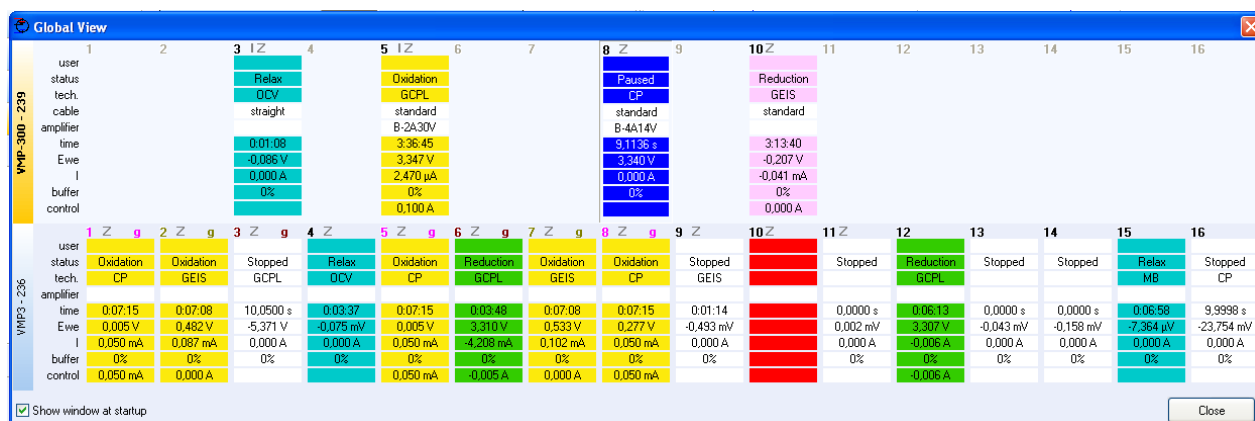 Global View
1 2 3 IZ 4 5 IZ 6 7 8 Z 9 10Z 11 12 13 14 15 16
user
status Relax Oxidation Paused Reduction
tech. OCV GCPL CP GEIS
cable straight standard standard standard
amplifier B-2A30V B-4A14V
time 0:01:08 3:36:45 9,1136 s 3:13:40
Ewe -0,086 V 3,347 V 3,340 V -0,207 V
I 0,000 A 2,470 µA 0,000 A -0,041 mA
buffer 0% 0% 0% 0%
control 0,100 A 0,000 A
VMP-300 - 239
1 Z g 2 Z g 3 Z g 4 Z 5 Z g 6 Z g 7 Z g 8 Z g 9 Z 10Z 11Z 12 13 14 15 16
user
status Oxidation Oxidation Stopped Relax Oxidation Reduction Oxidation Oxidation Stopped Stopped Reduction Stopped Stopped Relax Stopped
tech. CP GEIS GCPL OCV CP GCPL GEIS CP GEIS GCPL MB CP
amplifier
time 0:07:15 0:07:08 10,0500 s 0:03:37 0:07:15 0:03:48 0:07:08 0:07:15 0:01:14 0,0000 s 0:06:13 0,0000 s 0,0000 s 0:06:58 9,9998 s
Ewe 0,005 V 0,482 V -5,371 V -0,075 mV 0,005 V 3,310 V 0,533 V 0,277 V -0,493 mV 0,002 mV 3,307 V -0,043 mV -0,158 mV -7,364 µV -23,754 mV
I 0,050 mA 0,087 mA 0,000 A 0,000 A 0,050 mA -4,208 mA 0,102 mA 0,050 mA 0,000 A 0,000 A -0,006 A 0,000 A 0,000 A 0,000 A 0,000 A
buffer 0% 0% 0% 0% 0% 0% 0% 0% 0% 0% 0% 0% 0% 0% 0%
control 0,050 mA 0,000 A 0,050 mA -0,005 A 0,000 A 0,050 mA -0,006 A
VMP3 - 236
Show window at startup
Close